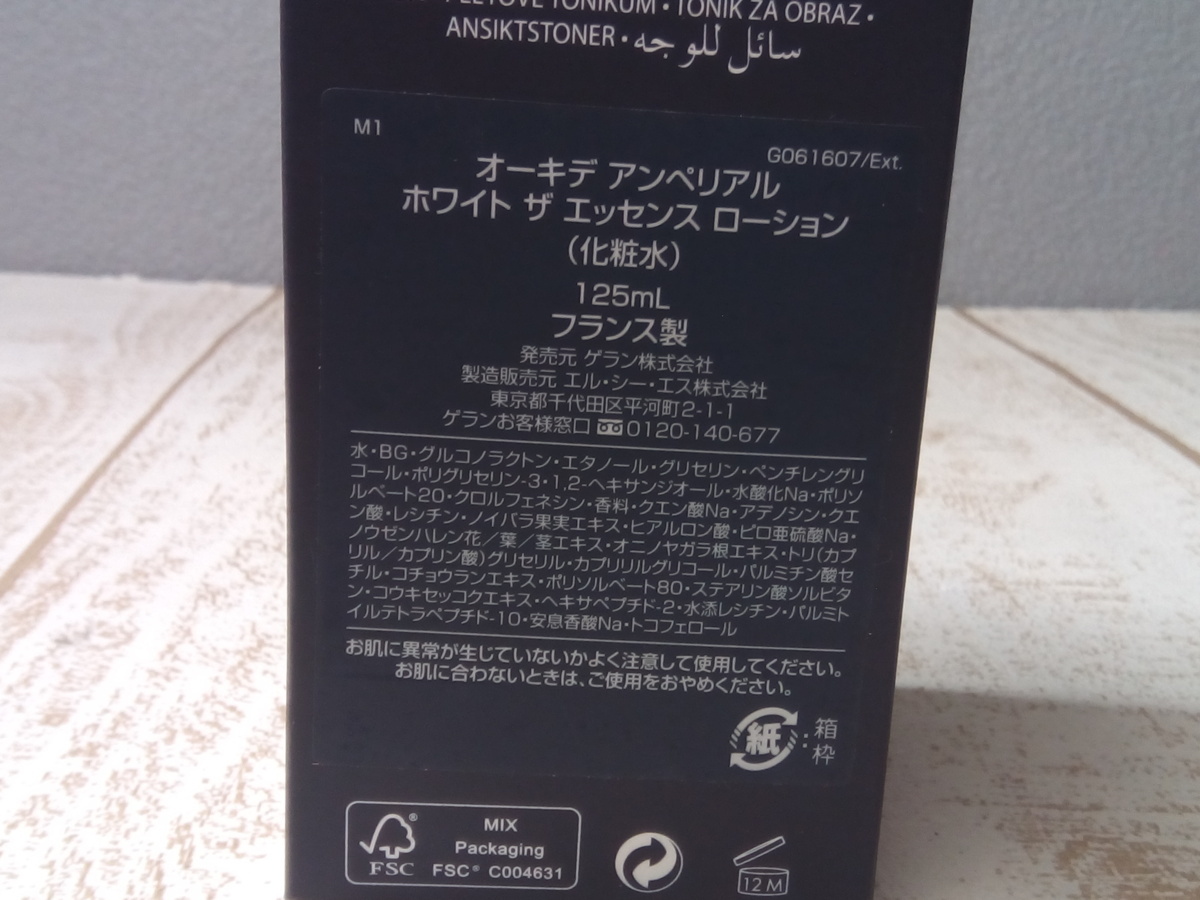 PLEŤOVÉ TONIKUM • TONIK ZA OBRAZ •
ANSIKTSTONER • سائل للوجه
M1
G061607/Ext.
オーキデ アンペリアル
ホワイト ザ エッセンス ローション
（化粧水）
125mL
フランス製
発売元 ゲラン株式会社
製造販売元 エル・シー・エス株式会社
東京都千代田区平河町2-1-1
ゲランお客様窓口 0120-140-677
水・BG・グルコノラクトン・エタノール・グリセリン・ペンチレングリ
コール・ポリグリセリン-3・1,2-ヘキサンジオール・水酸化Na・ポリソ
ルベート20・クロルフェネシン・香料・クエン酸Na・アデノシン・クエ
ン酸・レシチン・ノイバラ果実エキス・ヒアルロン酸・ピロ亜硫酸Na・
ノウゼンハレン花／葉／茎エキス・オニノヤガラ根エキス・トリ（カプ
リル／カプリン酸）グリセリル・カプリリルグリコール・パルミチン酸セ
チル・コチョウランエキス・ポリソルベート80・ステアリン酸ソルビタ
ン・コウキセッコクエキス・ヘキサペプチド-2・水添レシチン・パルミト
イルテトラペプチド-10・安息香酸Na・トコフェロール
お肌に異常が生じていないかよく注意して使用してください。
お肌に合わないときは、ご使用をおやめください。
紙：箱
枠
MIX
Packaging
FSC® FSC® C004631
12 M